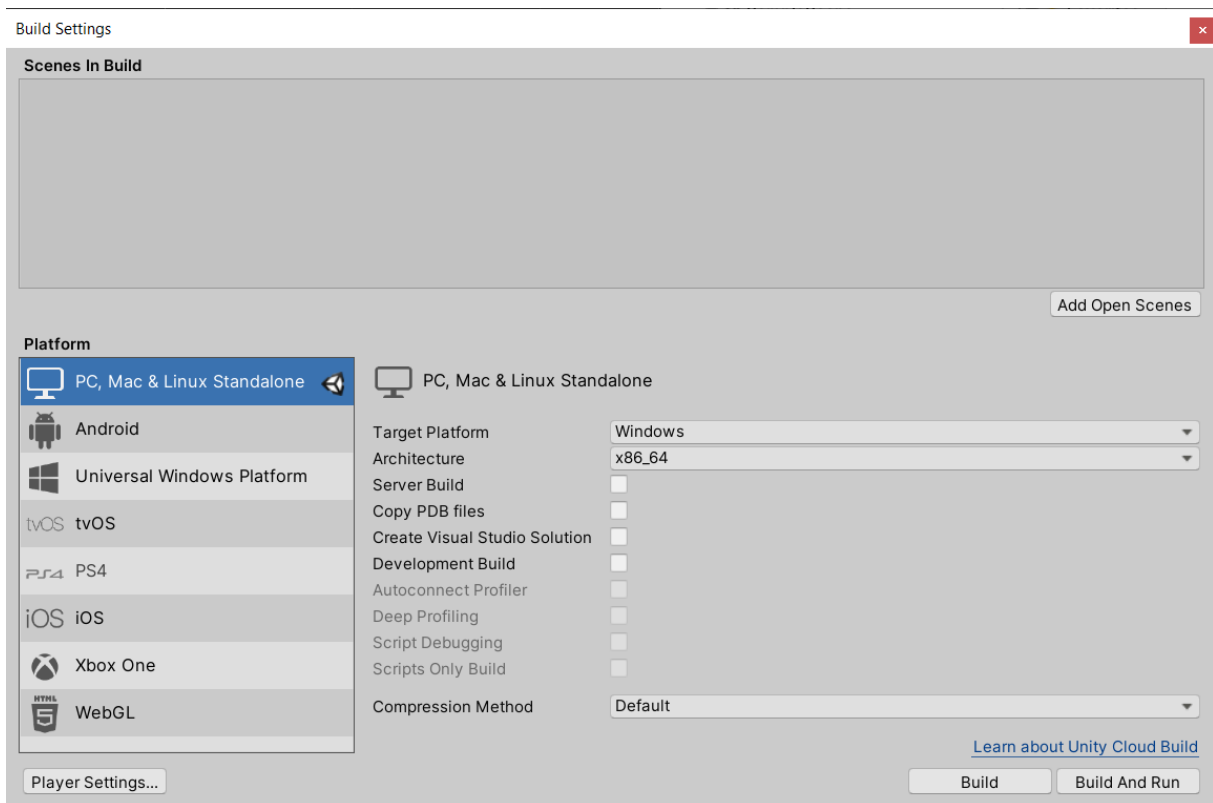 Build Settings
×
Scenes In Build
Add Open Scenes
Platform
PC, Mac & Linux Standalone
Android
Universal Windows Platform
tvOS tvOS
PS4 PS4
iOS iOS
Xbox One
HTML
5 WebGL
PC, Mac & Linux Standalone
Target Platform Windows
Architecture x86_64
Server Build
Copy PDB files
Create Visual Studio Solution
Development Build
Autoconnect Profiler
Deep Profiling
Script Debugging
Scripts Only Build
Compression Method Default
Learn about Unity Cloud Build
Player Settings... Build Build And Run